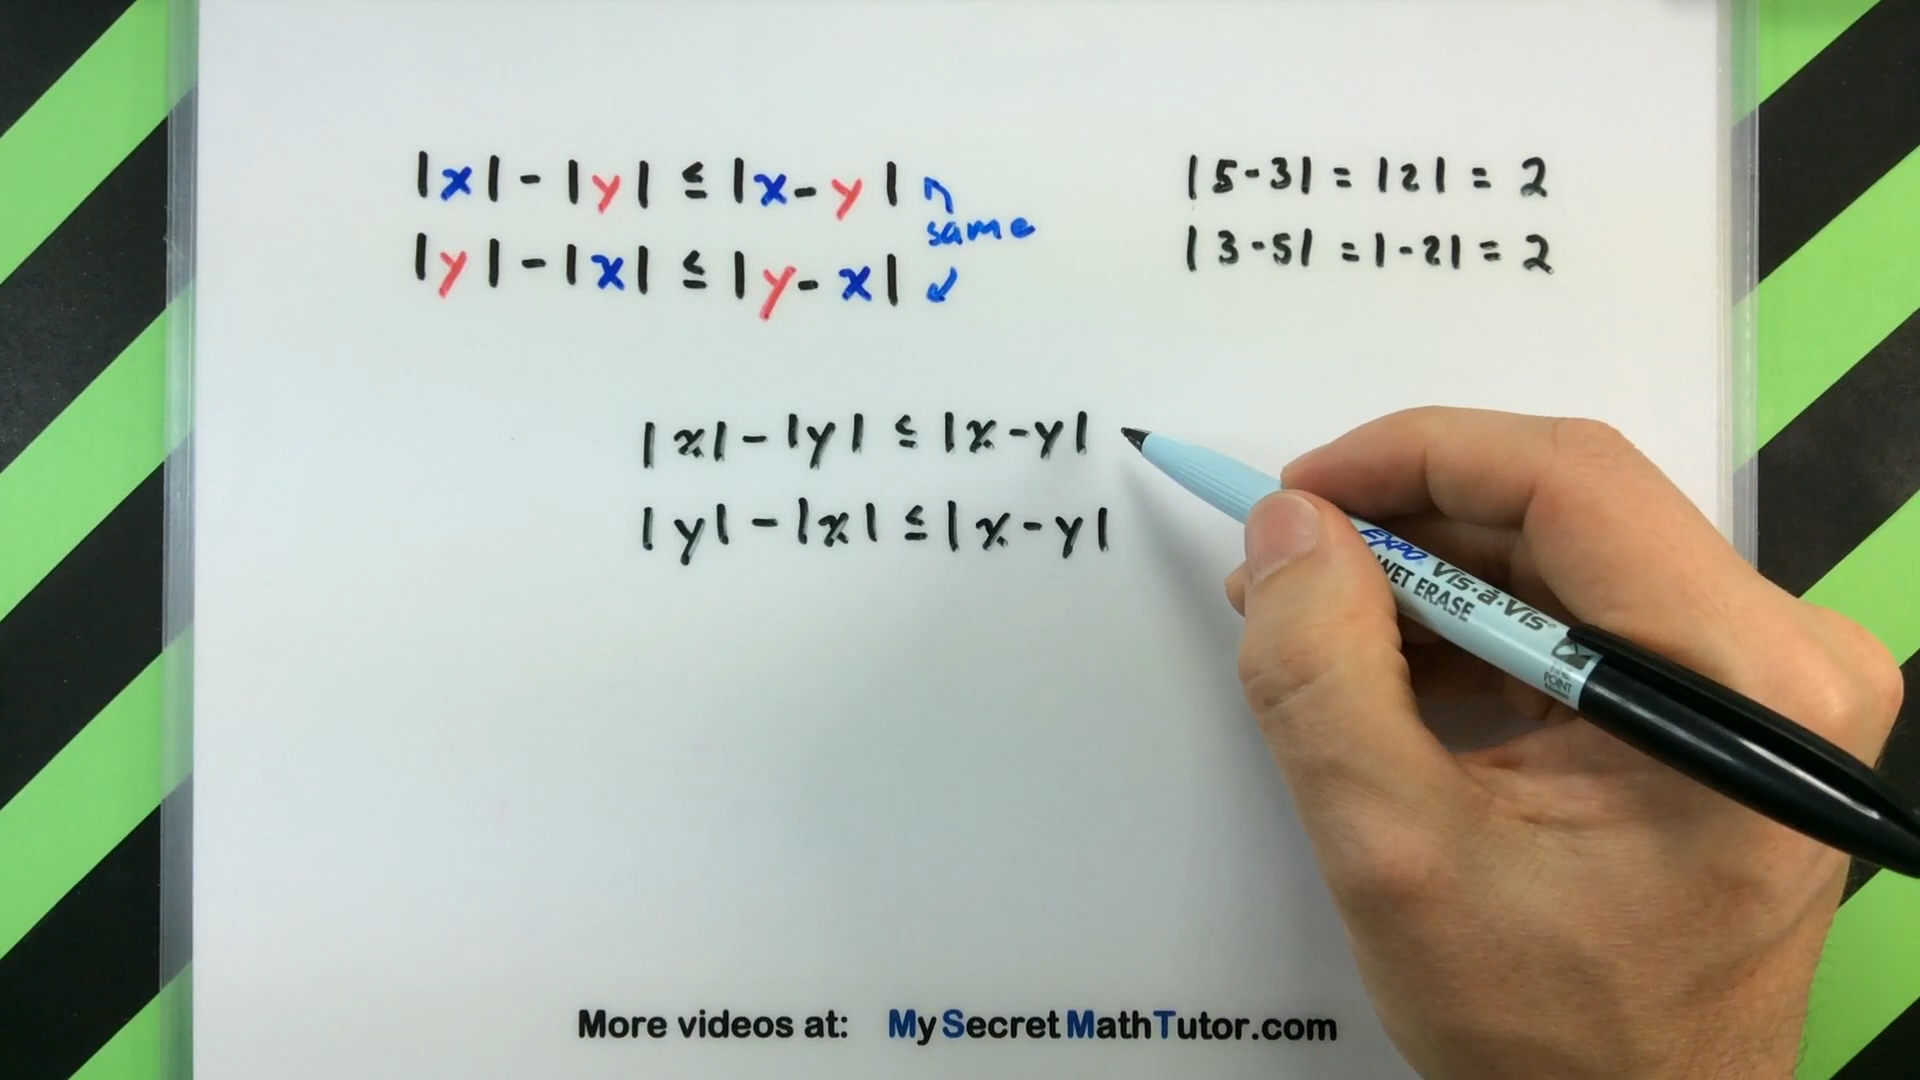 |x| - |y| ≤ |x-y|
same
|y| - |x| ≤ |y-x|
|5-3| = |2| = 2
|3-5| = |-2| = 2
|x| - |y| ≤ |x-y|
|y| - |x| ≤ |x-y|
EXPO Vis-à-Vis®
WET ERASE
More videos at: MySecretMathTutor.com